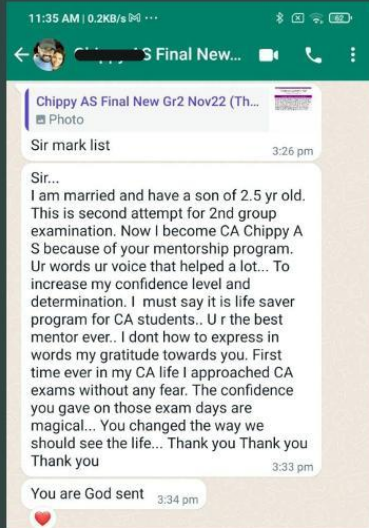 11:35 AM | 0.2KB/s
62
S Final New...
Chippy AS Final New Gr2 Nov22 (Th...
Photo
Sir mark list
3:26 pm
Sir...
I am married and have a son of 2.5 yr old.
This is second attempt for 2nd group
examination. Now I become CA Chippy A
S because of your mentorship program.
Ur words ur voice that helped a lot... To
increase my confidence level and
determination. I must say it is life saver
program for CA students.. U r the best
mentor ever.. I dont how to express in
words my gratitude towards you. First
time ever in my CA life I approached CA
exams without any fear. The confidence
you gave on those exam days are
magical... You changed the way we
should see the life... Thank you Thank you
Thank you
3:33 pm
You are God sent
3:34 pm